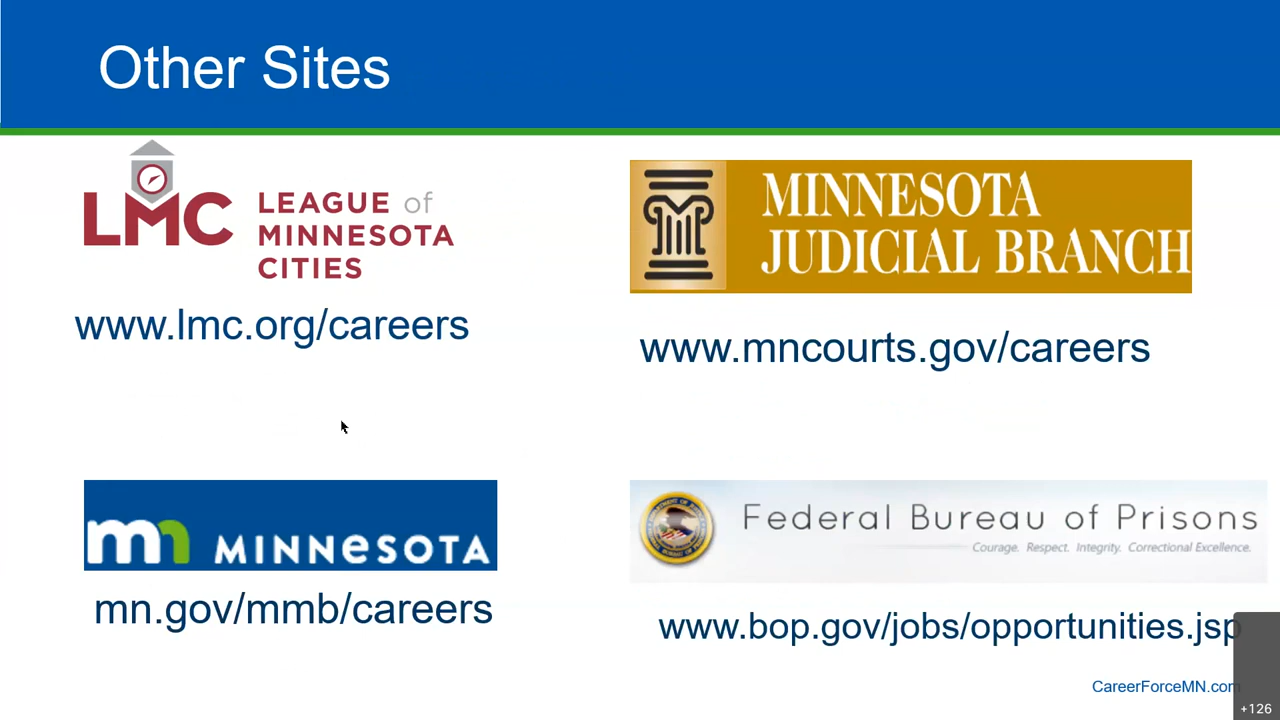 Other Sites
LMC
LEAGUE of
MINNESOTA
CITIES
www.lmc.org/careers
MINNESOTA
JUDICIAL BRANCH
www.mncourts.gov/careers
mn MINNESOTA
mn.gov/mmb/careers
Federal Bureau of Prisons
Courage. Respect. Integrity. Correctional Excellence.
www.bop.gov/jobs/opportunities.jsp
CareerForceMN.com
+126